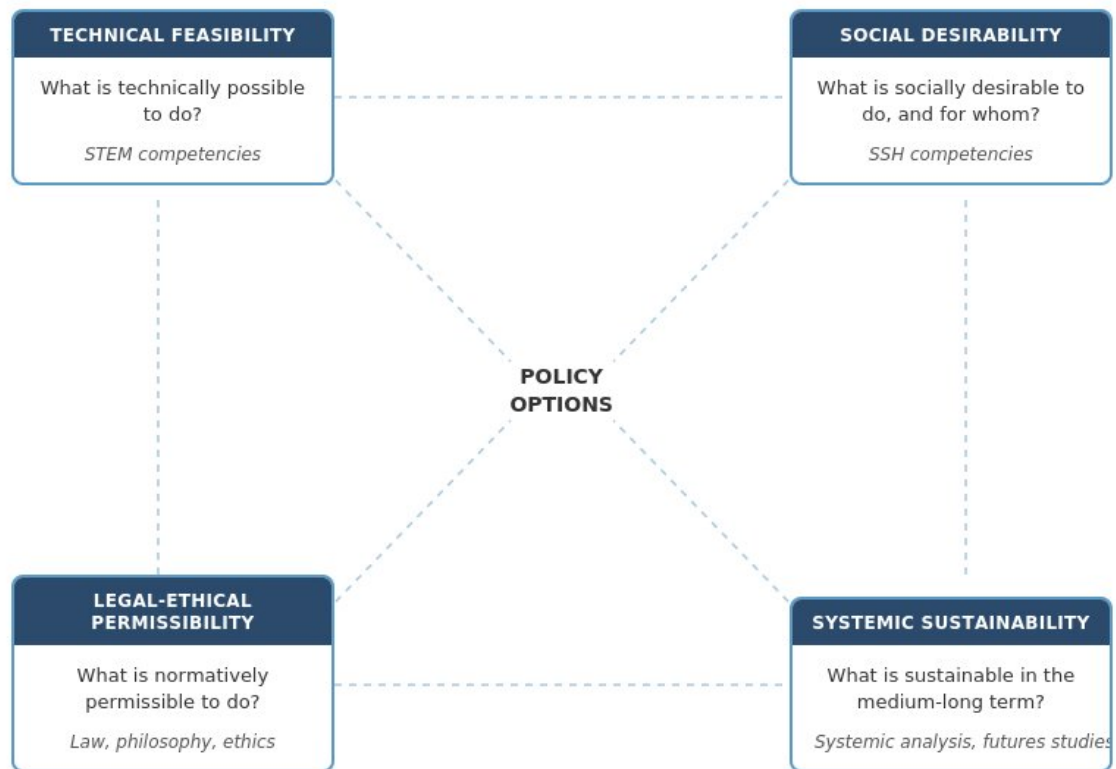 TECHNICAL FEASIBILITY
What is technically possible
to do?
STEM competencies
SOCIAL DESIRABILITY
What is socially desirable to
do, and for whom?
SSH competencies
POLICY
OPTIONS
LEGAL-ETHICAL
PERMISSIBILITY
What is normatively
permissible to do?
Law, philosophy, ethics
SYSTEMIC SUSTAINABILITY
What is sustainable in the
medium-long term?
Systemic analysis, futures studies